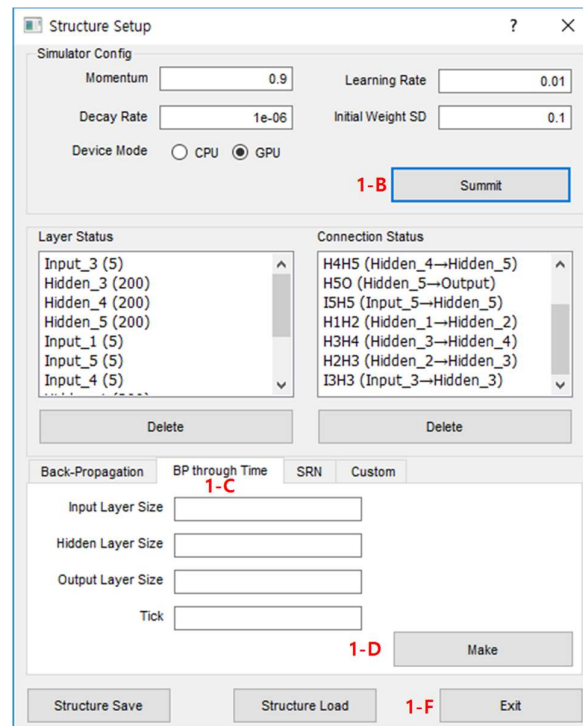 Structure Setup
Simulator Config
Momentum 0.9 Learning Rate 0.01
Decay Rate 1e-06 Initial Weight SD 0.1
Device Mode CPU GPU
1-B Summit
Layer Status Connection Status
Input_3 (5)
Hidden_3 (200)
Hidden_4 (200)
Hidden_5 (200)
Input_1 (5)
Input_5 (5)
Input_4 (5)
H4H5 (Hidden_4→Hidden_5)
H5O (Hidden_5→Output)
I5H5 (Input_5→Hidden_5)
H1H2 (Hidden_1→Hidden_2)
H3H4 (Hidden_3→Hidden_4)
H2H3 (Hidden_2→Hidden_3)
I3H3 (Input_3→Hidden_3)
Delete Delete
Back-Propagation BP through Time SRN Custom
1-C
Input Layer Size
Hidden Layer Size
Output Layer Size
Tick
1-D Make
Structure Save Structure Load 1-F Exit